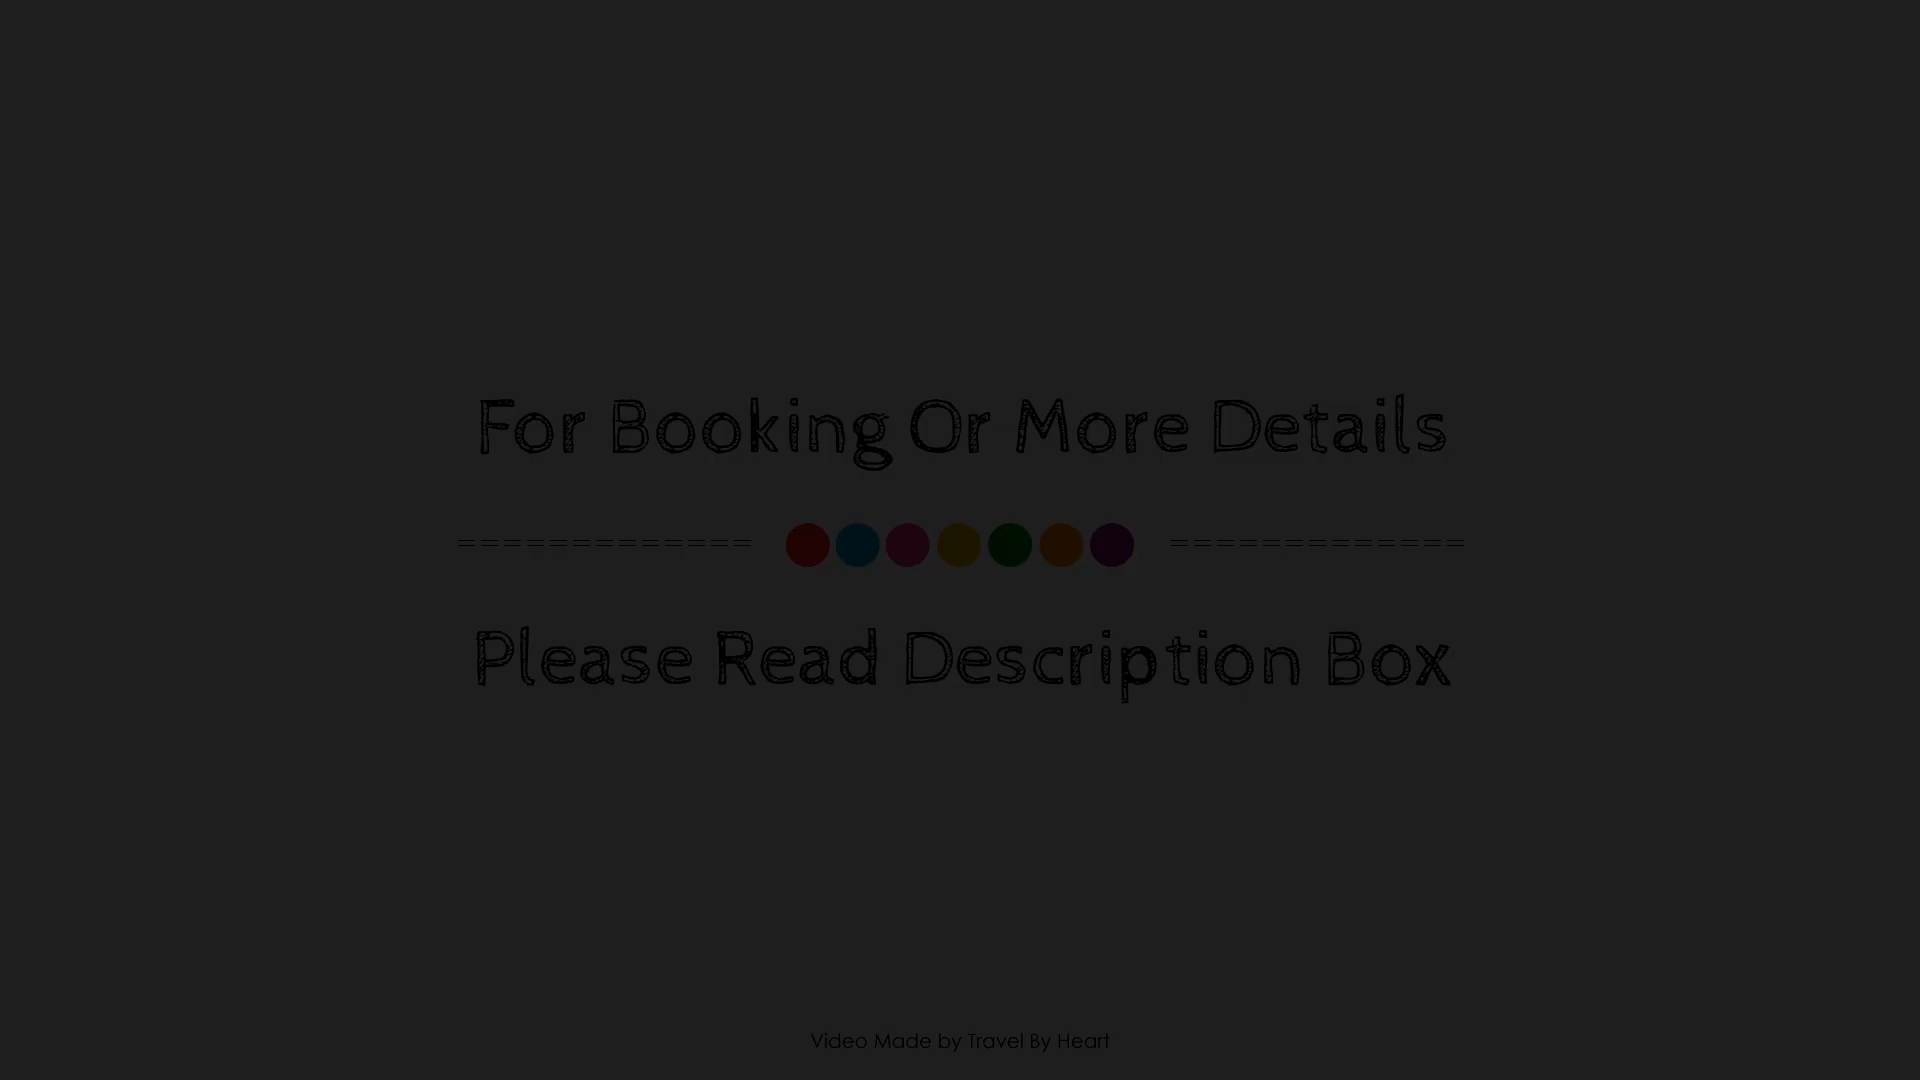 For Booking Or More Details
============= =============
Please Read Description Box
Video Made by Travel By Heart